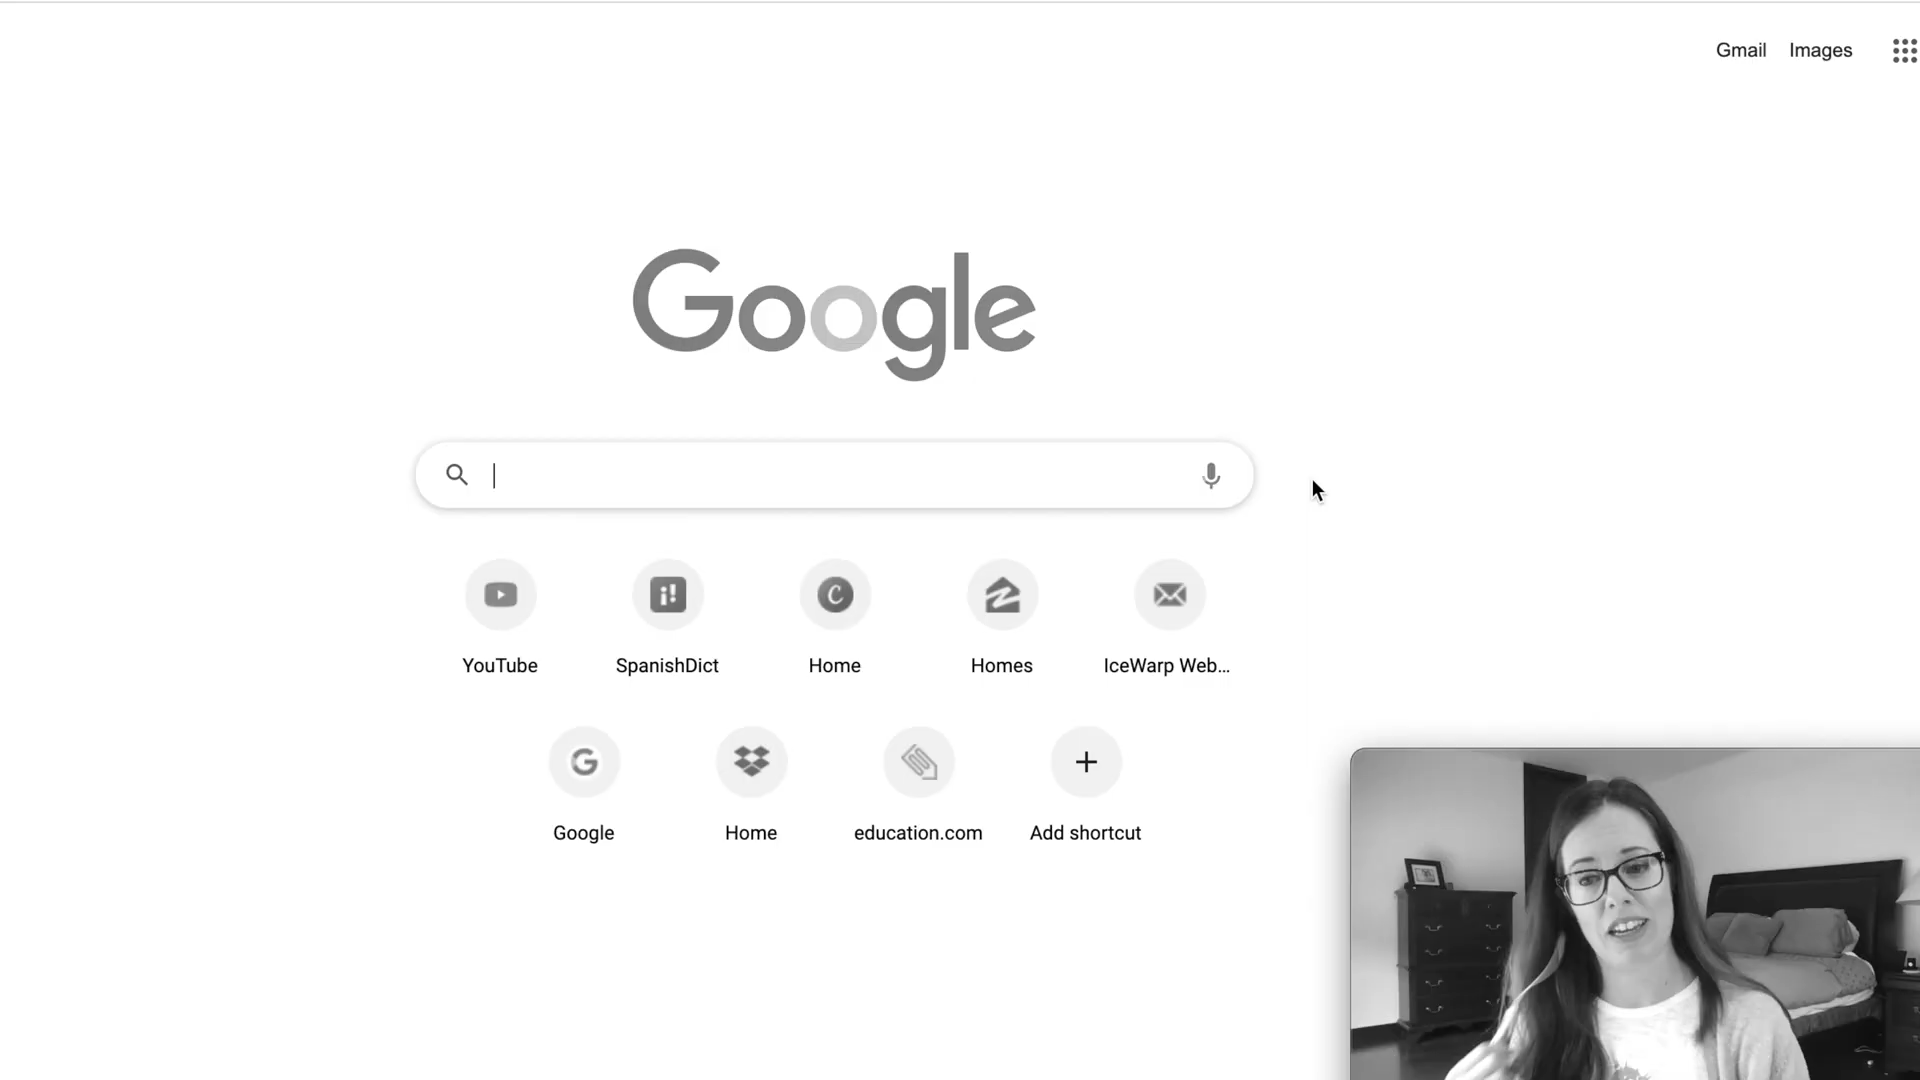 Gmail Images
Google
YouTube SpanishDict Home Homes IceWarp Web...
Google Home education.com Add shortcut